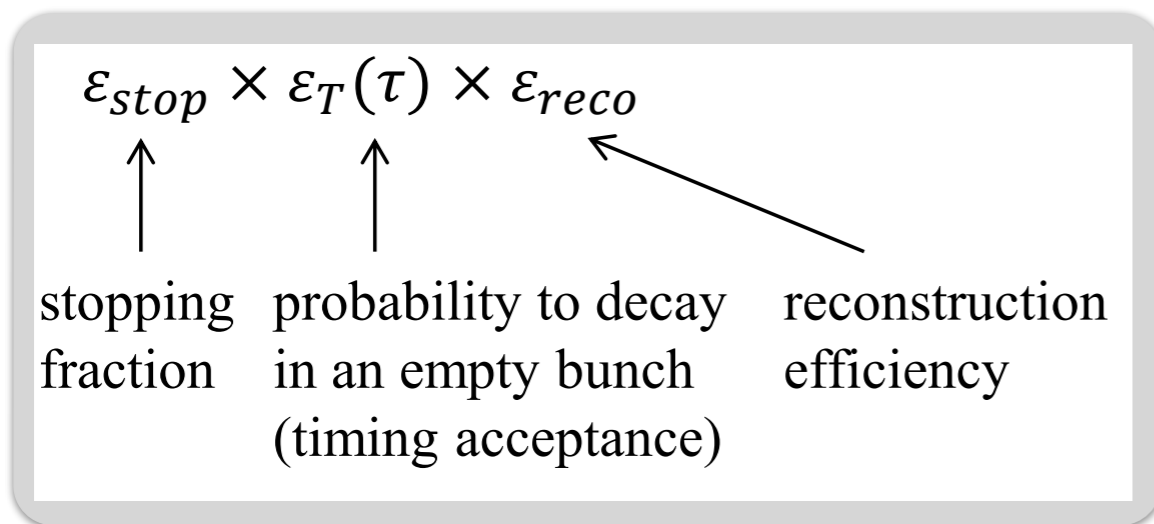 ε_stop × ε_T(τ) × ε_reco
stopping probability to decay reconstruction
fraction in an empty bunch efficiency
(timing acceptance)